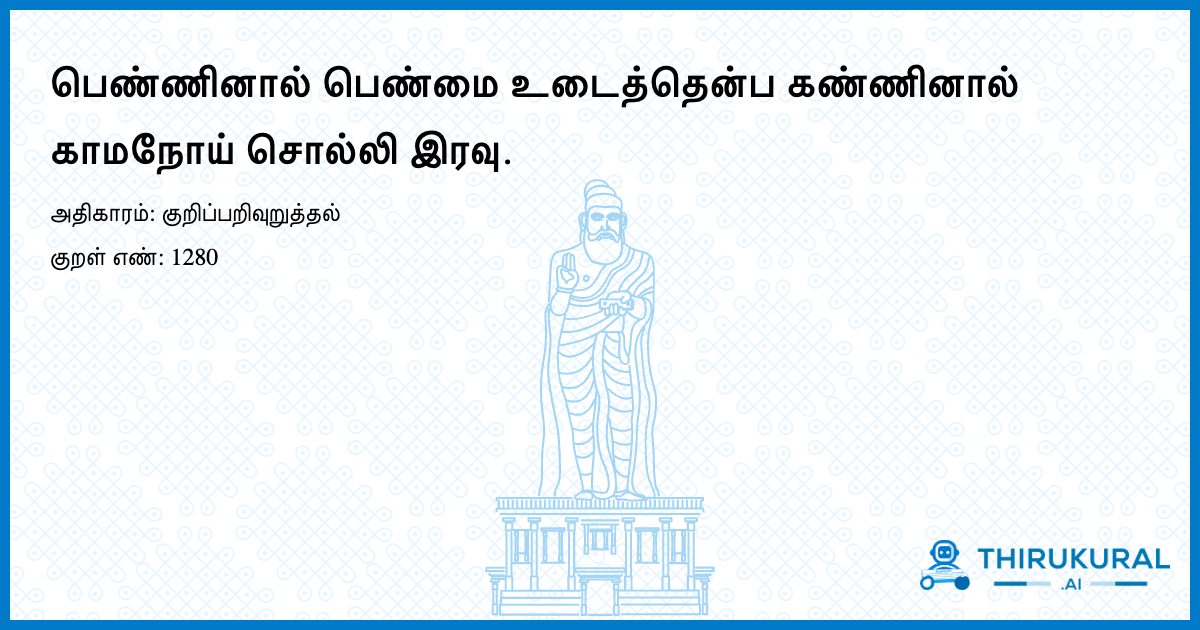 பெண்ணினால் பெண்மை உடைத்தென்ப கண்ணினால்
காமநோய் சொல்லி இரவு.
அதிகாரம்: குறிப்பறிவுறுத்தல்
குறள் எண்: 1280
THIRUKURAL
.AI